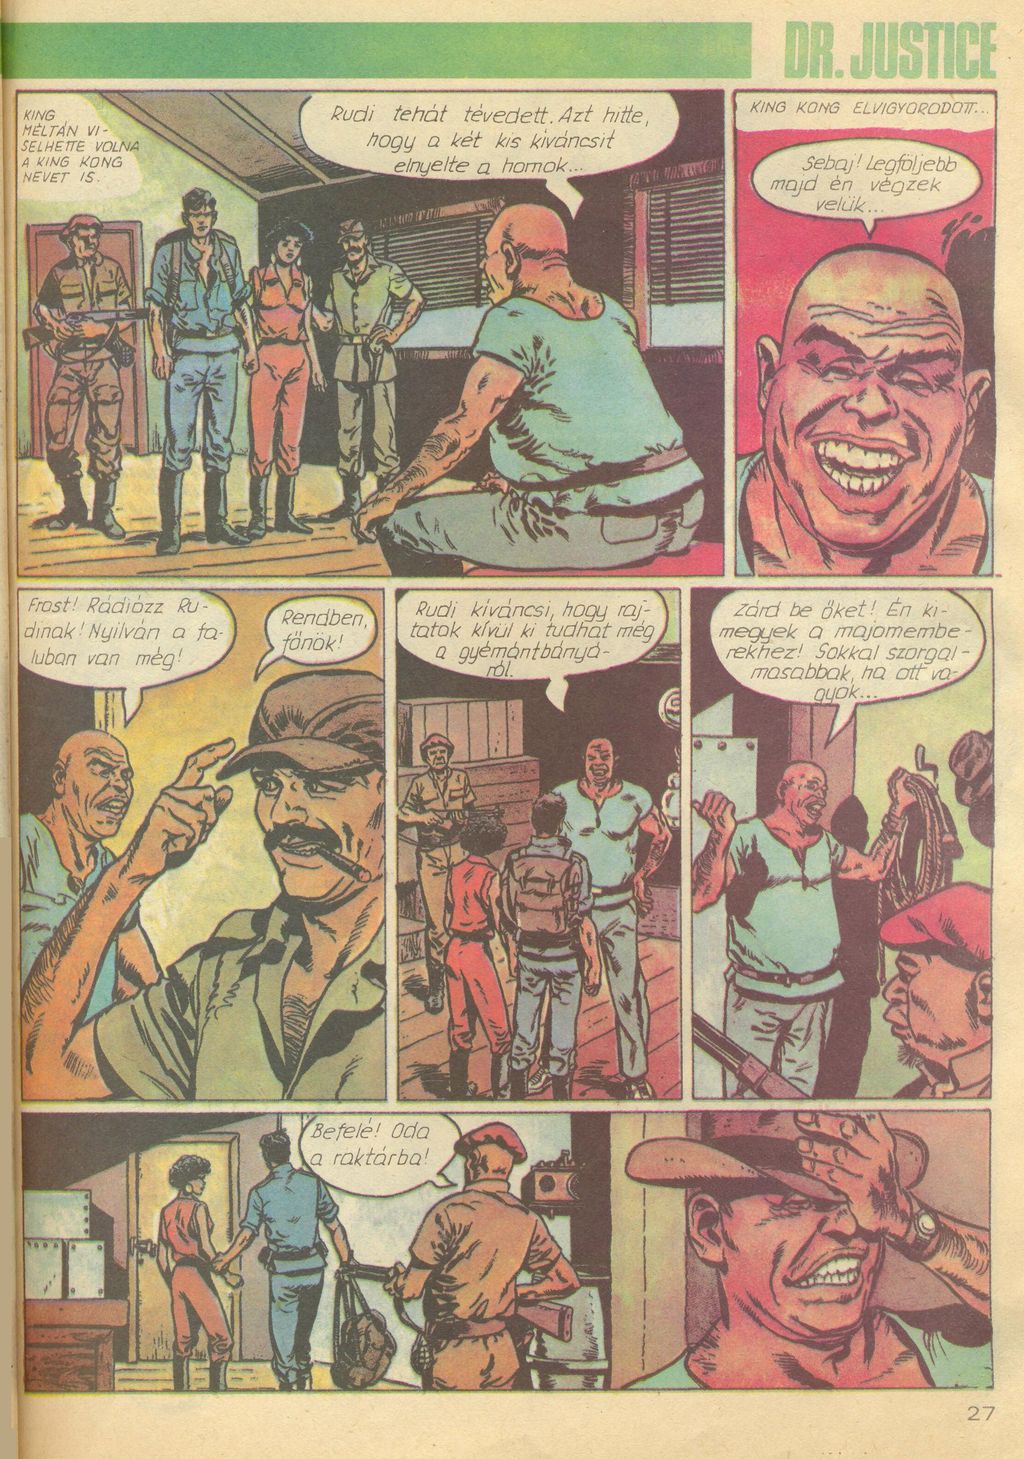 DR. JUSTICE
KING
MÉLTÁN VI-
SELHETTE VOLNA
A KING KONG
NEVET IS.
Rudi tehát tévedett. Azt hitte,
hogy a két kis kíváncsit
elnyelte a homok...
KING KONG ELVIGYORODOTT...
Sebaj! Legföljebb
majd én végzek
velük...
Frost! Rádiózz Ru-
dinak! Nyilván a fa-
luban van még!
Rendben,
főnök!
Rudi kíváncsi, hogy raj-
tatok kívül ki tudhat még
a gyémántbányá-
ról.
Zárd be őket! Én ki-
megyek a majomembe-
rekhez! Sokkal szorgal-
masabbak, ha ott va-
gyok...
Befelé! Oda
a raktárba!
27